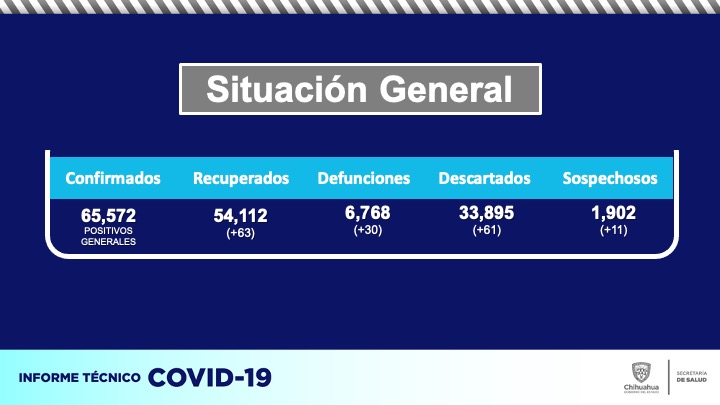 Situación General
Confirmados Recuperados Defunciones Descartados Sospechosos
65,572 54,112 6,768 33,895 1,902
POSITIVOS GENERALES (+63) (+30) (+61) (+11)
INFORME TÉCNICO COVID-19
Chihuahua
GOBIERNO DEL ESTADO
SECRETARÍA
DE SALUD